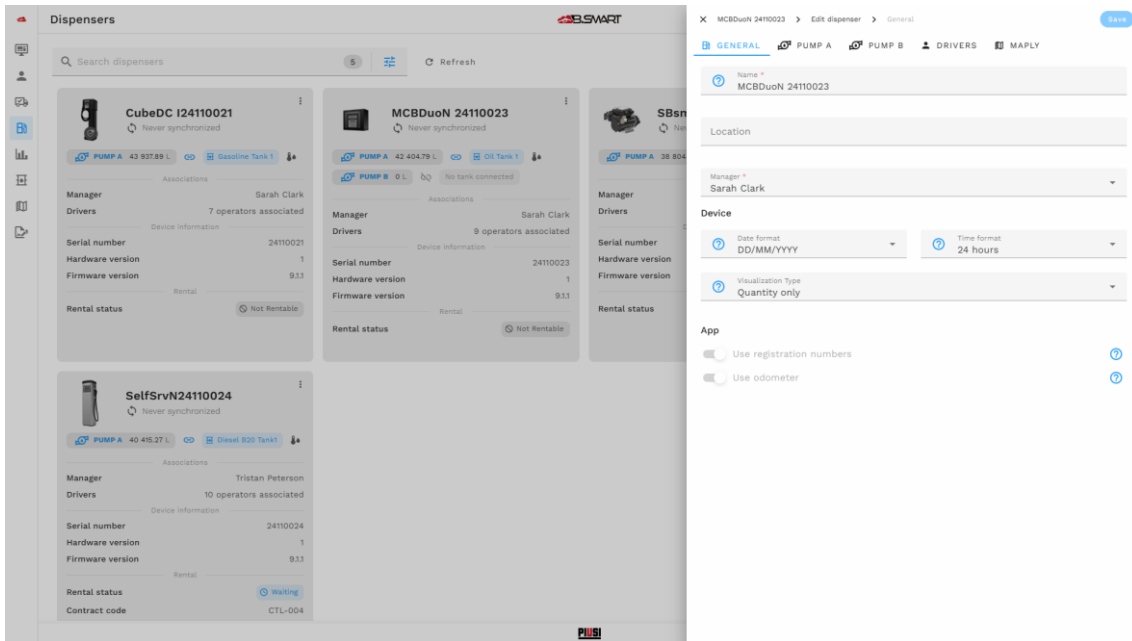 Dispensers
B.SMART
Search dispensers
5
Refresh
CubeDC I24110021
Never synchronized
PUMP A 43 937.89 L
Gasoline Tank 1
Associations
Manager Sarah Clark
Drivers 7 operators associated
Device information
Serial number 24110021
Hardware version 1
Firmware version 9.1.1
Rental
Rental status Not Rentable
MCBDuoN 24110023
Never synchronized
PUMP A 42 404.79 L
Oil Tank 1
PUMP B 0 L
No tank connected
Associations
Manager Sarah Clark
Drivers 9 operators associated
Device information
Serial number 24110023
Hardware version 1
Firmware version 9.1.1
Rental
Rental status Not Rentable
PUMP A 38 804
Manager
Drivers
Serial number
Hardware version
Firmware version
Rental status
SelfSrvN24110024
Never synchronized
PUMP A 40 415.27 L
Diesel B20 Tank1
Associations
Manager Tristan Peterson
Drivers 10 operators associated
Device information
Serial number 24110024
Hardware version 1
Firmware version 9.1.1
Rental
Rental status Waiting
Contract code CTL-004
PIUSI
MCBDuoN 24110023 > Edit dispenser > General
Save
GENERAL PUMP A PUMP B DRIVERS MAPLY
Name *
MCBDuoN 24110023
Location
Manager *
Sarah Clark
Device
Date format
DD/MM/YYYY
Time format
24 hours
Visualization Type
Quantity only
App
Use registration numbers
Use odometer